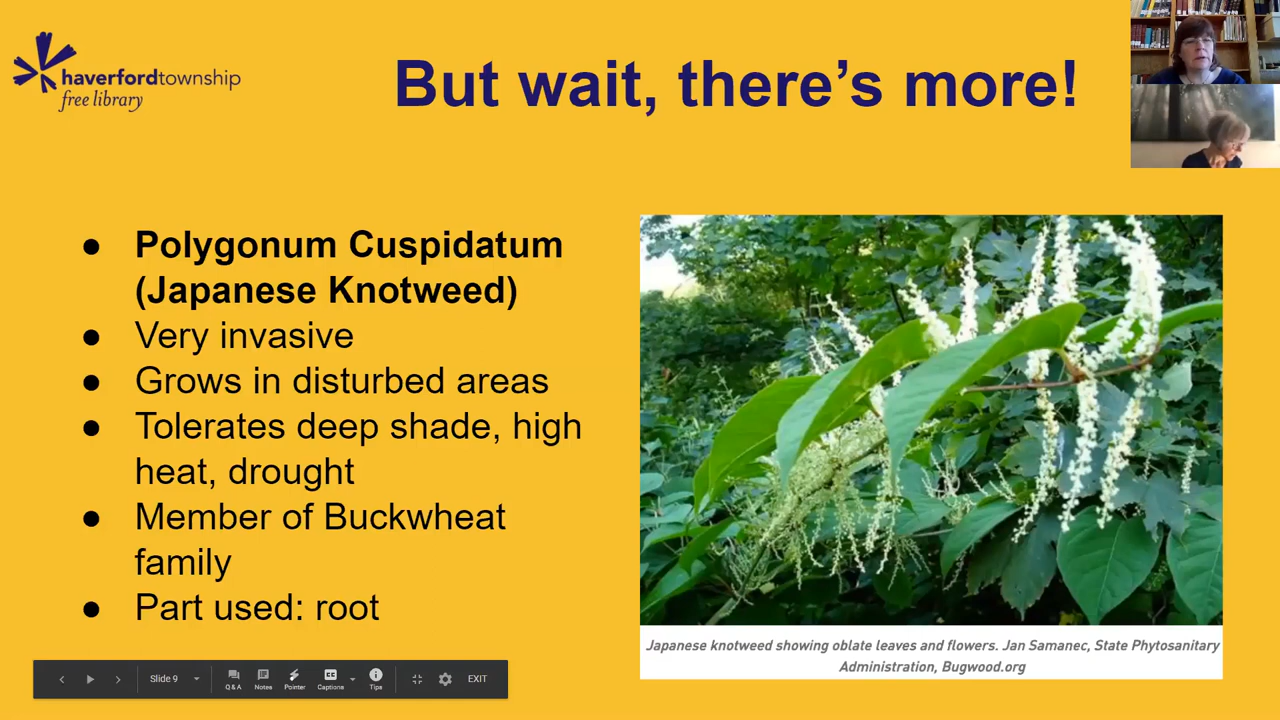 haverfordtownship
free library
But wait, there's more!
● Polygonum Cuspidatum
(Japanese Knotweed)
● Very invasive
● Grows in disturbed areas
● Tolerates deep shade, high
heat, drought
● Member of Buckwheat
family
● Part used: root
Japanese knotweed showing oblate leaves and flowers. Jan Samanec, State Phytosanitary
Administration, Bugwood.org
Slide 9 Q & A Notes Pointer Captions Tips EXIT